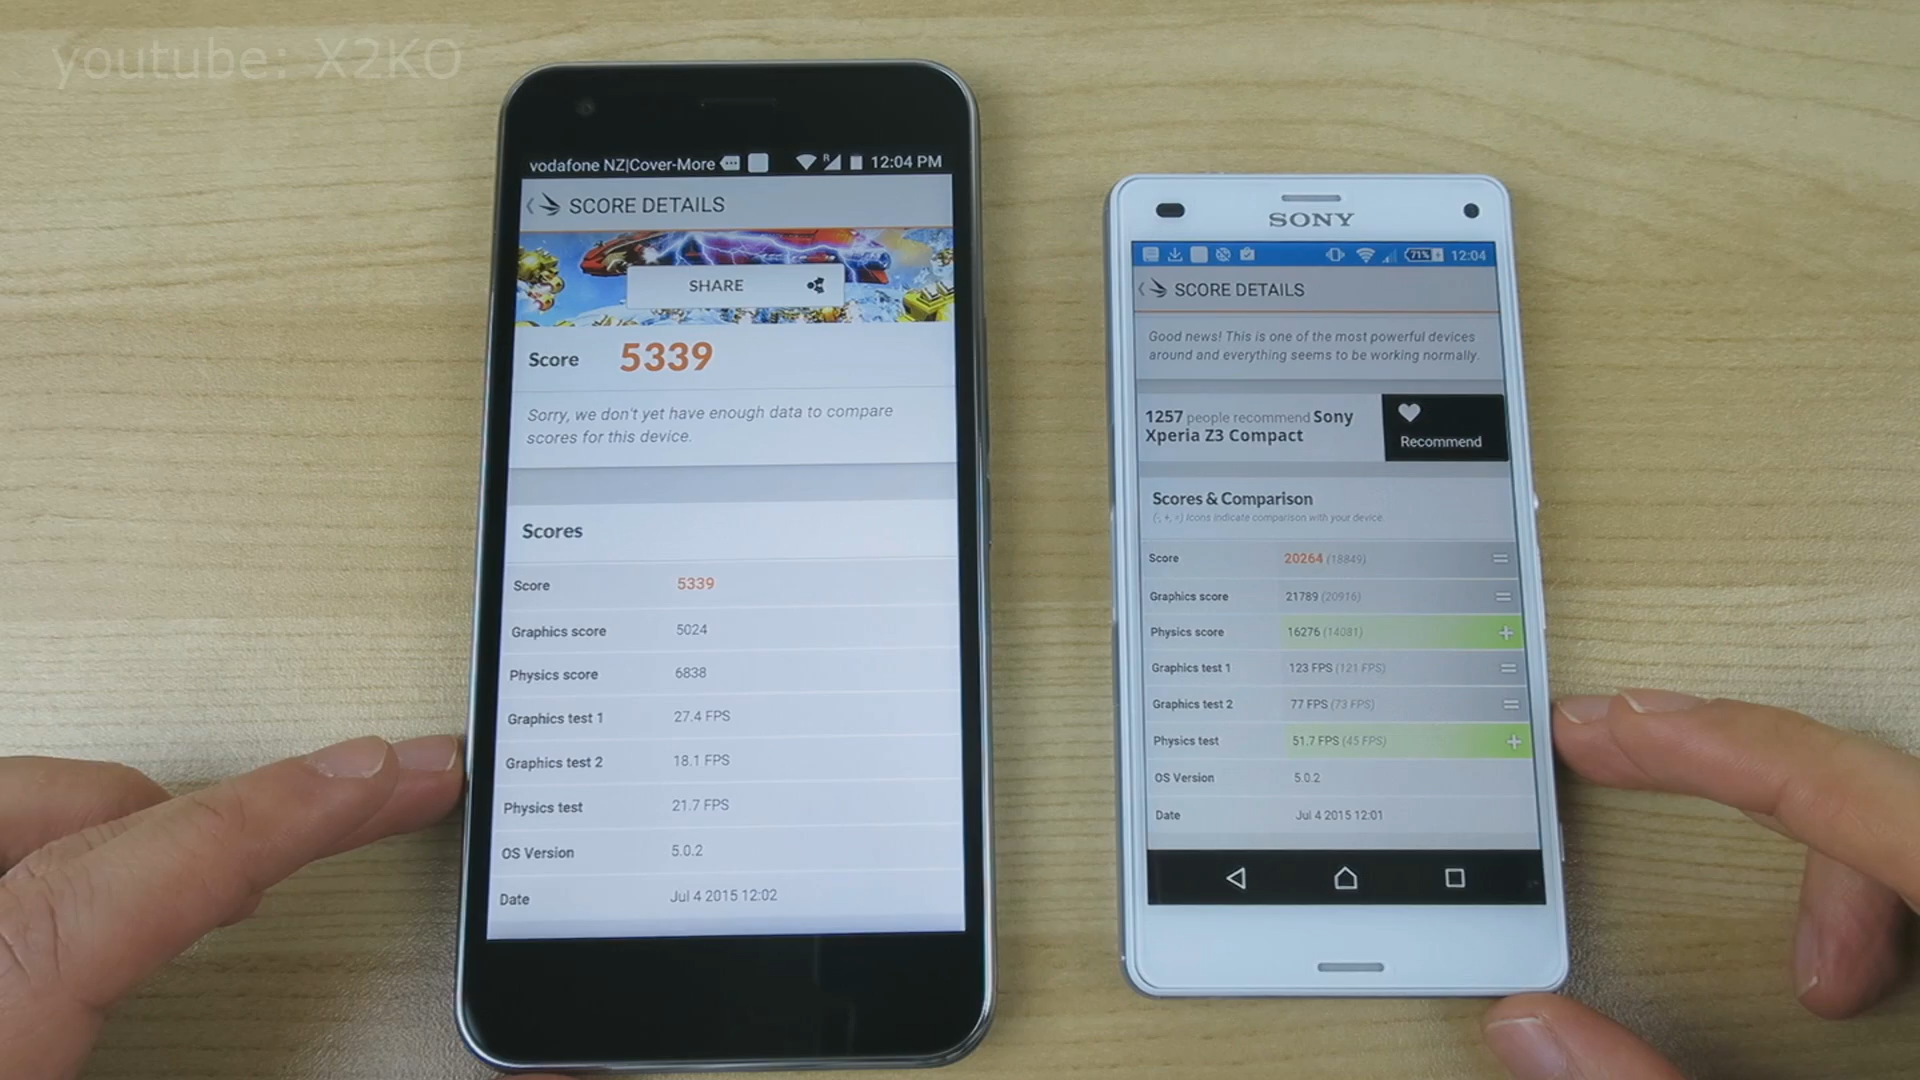 youtube: X2KO
vodafone NZ|Cover-More R 12:04 PM
SCORE DETAILS
SHARE
Score 5339
Sorry, we don't yet have enough data to compare
scores for this device.
Scores
Score 5339
Graphics score 5024
Physics score 6838
Graphics test 1 27.4 FPS
Graphics test 2 18.1 FPS
Physics test 21.7 FPS
OS Version 5.0.2
Date Jul 4 2015 12:02
SONY
71% 12:04
SCORE DETAILS
Good news! This is one of the most powerful devices
around and everything seems to be working normally.
1257 people recommend Sony
Xperia Z3 Compact
Recommend
Scores & Comparison
(-, +, =) Icons indicate comparison with your device.
Score 20264 (18849) =
Graphics score 21789 (20916) =
Physics score 16276 (14081) +
Graphics test 1 123 FPS (121 FPS) =
Graphics test 2 77 FPS (73 FPS) =
Physics test 51.7 FPS (45 FPS) +
OS Version 5.0.2
Date Jul 4 2015 12:01